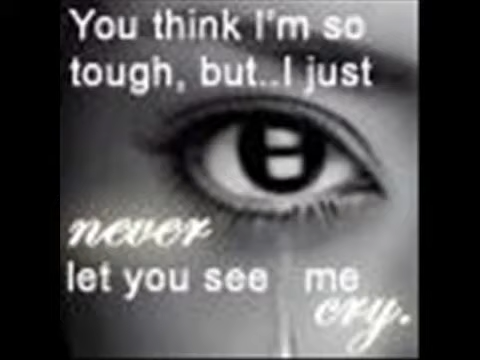 You think I'm so
tough, but..I just
never
let you see me
cry.